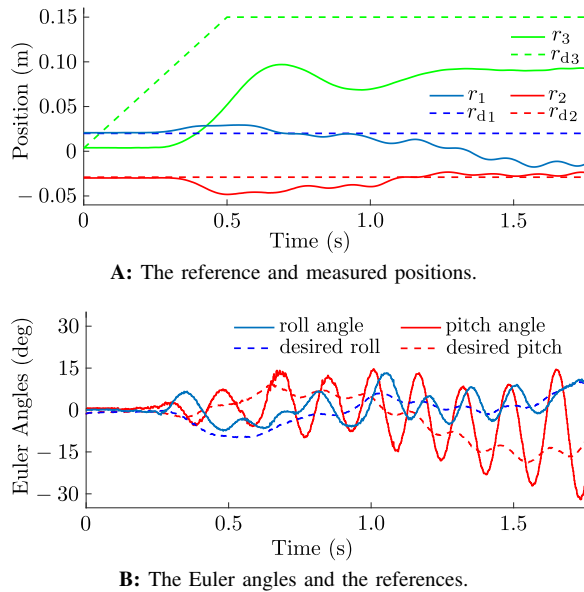 0.15
0.10
0.05
0
−0.05
Position (m)
r3
rd3
r1 r2
rd1 rd2
0 0.5 1.0 1.5
Time (s)
A: The reference and measured positions.
30
15
0
−15
−30
Euler Angles (deg)
roll angle pitch angle
desired roll desired pitch
0 0.5 1.0 1.5
Time (s)
B: The Euler angles and the references.